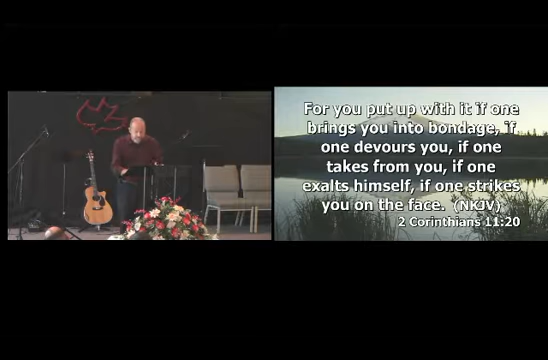 For you put up with it if one
brings you into bondage, if
one devours you, if one
takes from you, if one
exalts himself, if one strikes
you on the face. (NKJV)
2 Corinthians 11:20